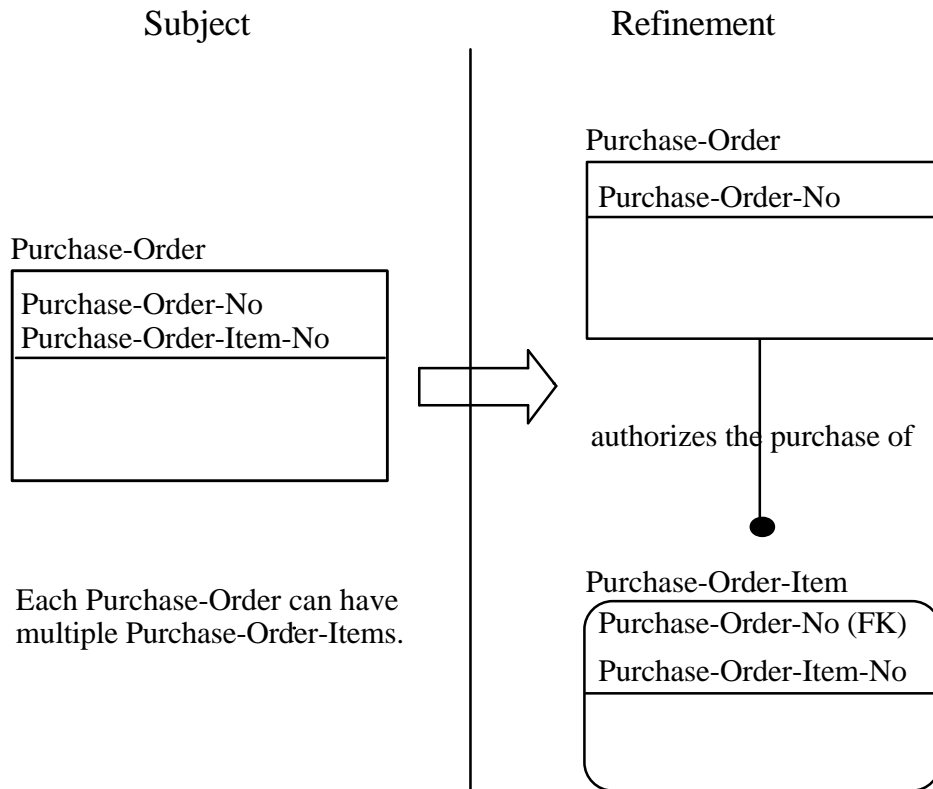 Subject
Refinement
Purchase-Order
Purchase-Order-No
Purchase-Order-Item-No
Each Purchase-Order can have
multiple Purchase-Order-Items.
Purchase-Order
Purchase-Order-No
authorizes the purchase of
Purchase-Order-Item
Purchase-Order-No (FK)
Purchase-Order-Item-No